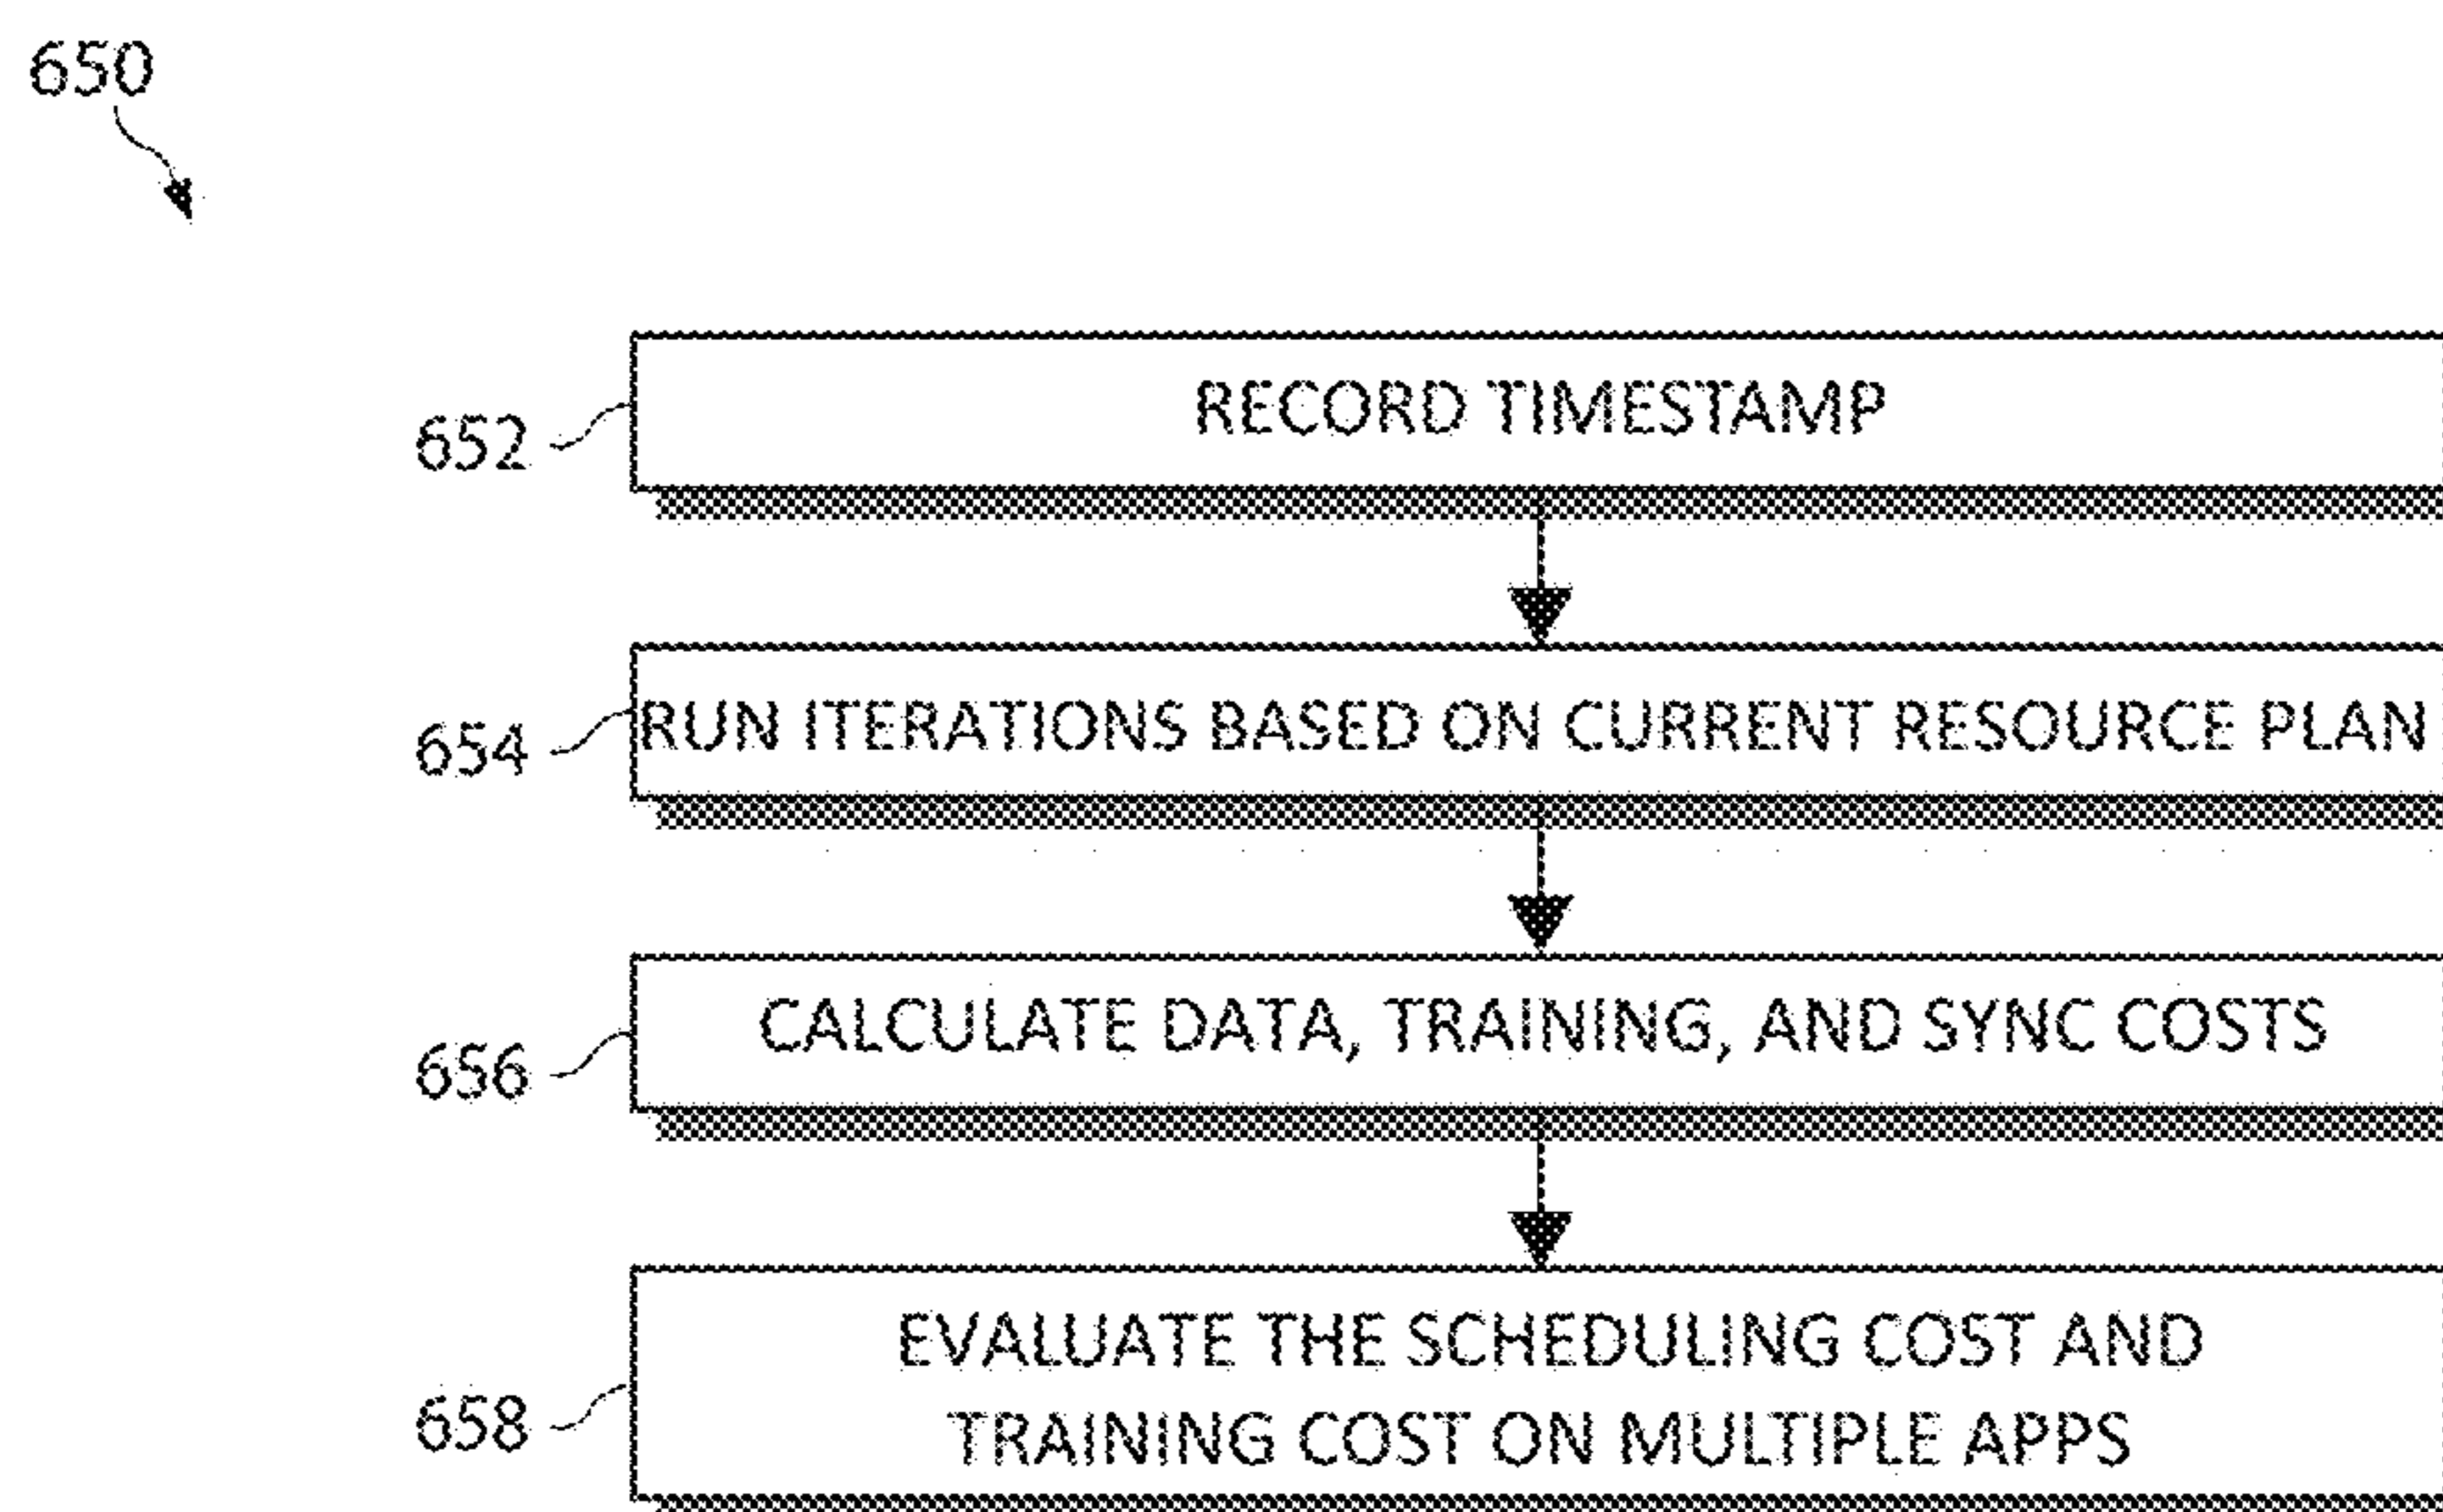 650
652
RECORD TIMESTAMP
654
RUN ITERATIONS BASED ON CURRENT RESOURCE PLAN
656
CALCULATE DATA, TRAINING, AND SYNC COSTS
658
EVALUATE THE SCHEDULING COST AND
TRAINING COST ON MULTIPLE APPS